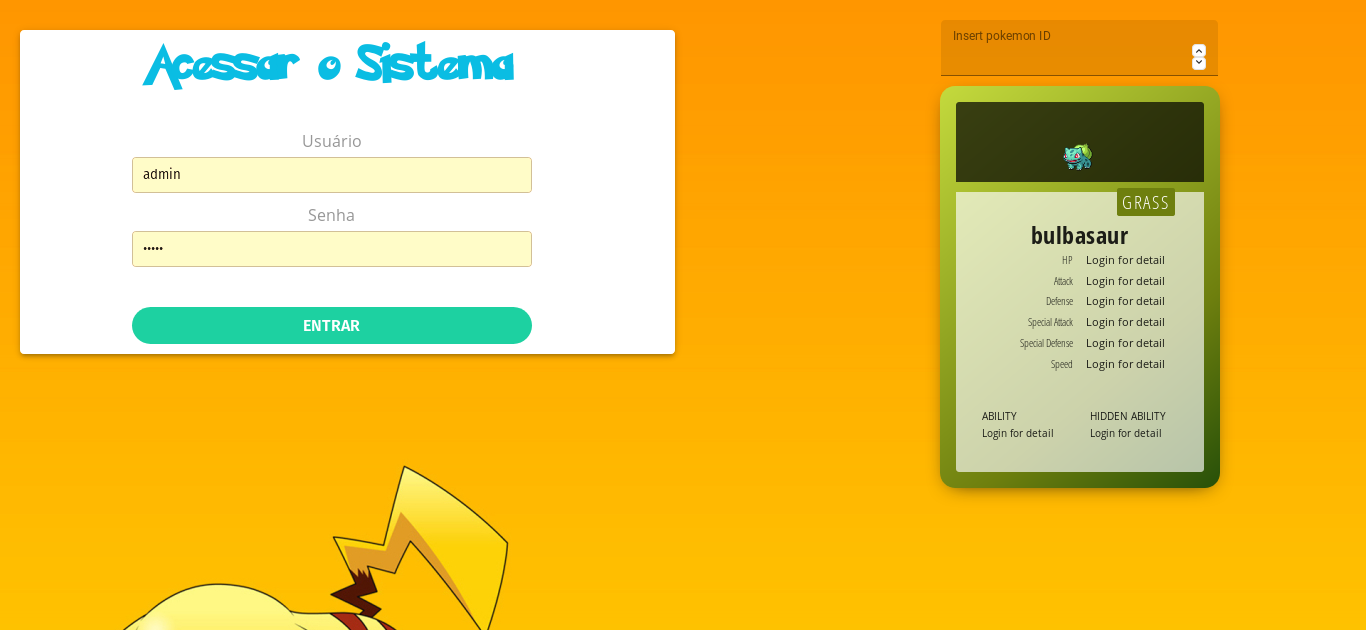 Acessar o Sistema
Usuário
admin
Senha
•••••
ENTRAR
Insert pokemon ID
GRASS
bulbasaur
HP Login for detail
Attack Login for detail
Defense Login for detail
Special Attack Login for detail
Special Defense Login for detail
Speed Login for detail
ABILITY HIDDEN ABILITY
Login for detail Login for detail